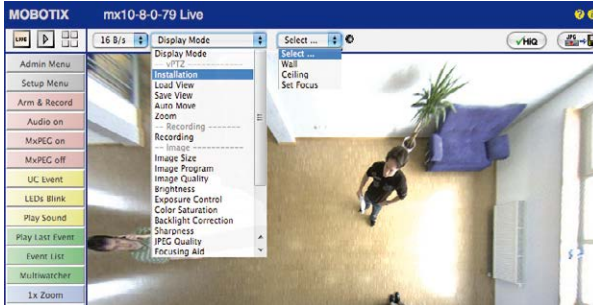 MOBOTIX mx10-8-0-79 Live
LIVE 16 B/s Display Mode Select ... HiQ JPG
Admin Menu
Setup Menu
Arm & Record
Audio on
MxPEG on
MxPEG off
UC Event
LEDs Blink
Play Sound
Play Last Event
Event List
Multiwatcher
1x Zoom
Display Mode
-- vPTZ --
Installation
Load View
Save View
Auto Move
Zoom
-- Recording -------
Recording
-- Image --------
Image Size
Image Program
Image Quality
Brightness
Exposure Control
Color Saturation
Backlight Correction
Sharpness
JPEG Quality
Focusing Aid
Select ...
Wall
Ceiling
Set Focus